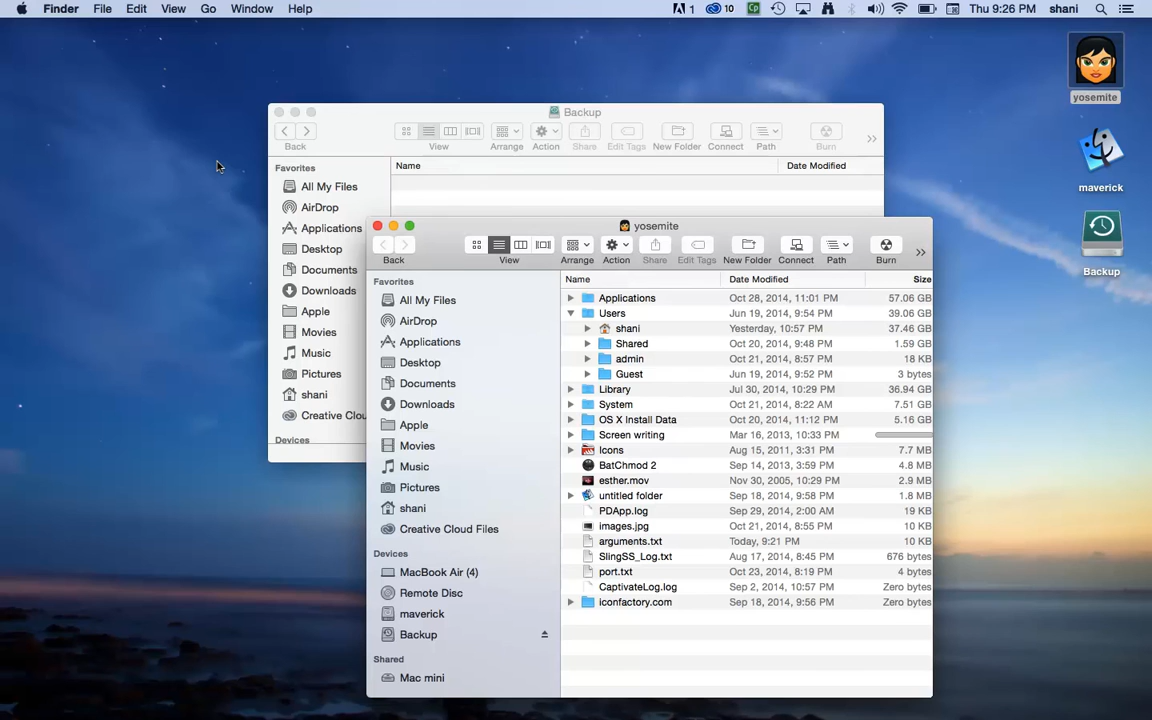 Finder File Edit View Go Window Help 1 10 Cp Thu 9:26 PM shani
yosemite
maverick
Backup
Backup
Back View Arrange Action Share Edit Tags New Folder Connect Path Burn
Favorites
All My Files
AirDrop
Applications
Desktop
Documents
Downloads
Apple
Movies
Music
Pictures
shani
Creative Clou
Devices
Name Date Modified
yosemite
Back View Arrange Action Share Edit Tags New Folder Connect Path Burn
Favorites
All My Files
AirDrop
Applications
Desktop
Documents
Downloads
Apple
Movies
Music
Pictures
shani
Creative Cloud Files
Devices
MacBook Air (4)
Remote Disc
maverick
Backup
Shared
Mac mini
Name Date Modified Size
Applications Oct 28, 2014, 11:01 PM 57.06 GB
Users Jun 19, 2014, 9:54 PM 39.06 GB
shani Yesterday, 10:57 PM 37.46 GB
Shared Oct 20, 2014, 9:48 PM 1.59 GB
admin Oct 21, 2014, 8:57 PM 18 KB
Guest Jun 19, 2014, 9:52 PM 3 bytes
Library Jul 30, 2014, 10:29 PM 36.94 GB
System Oct 21, 2014, 8:22 AM 7.51 GB
OS X Install Data Oct 20, 2014, 11:12 PM 5.16 GB
Screen writing Mar 16, 2013, 10:33 PM
Icons Aug 15, 2011, 3:31 PM 7.7 MB
BatChmod 2 Sep 14, 2013, 3:59 PM 4.8 MB
esther.mov Nov 30, 2005, 10:29 PM 2.9 MB
untitled folder Sep 18, 2014, 9:58 PM 1.8 MB
PDApp.log Sep 29, 2014, 2:00 AM 19 KB
images.jpg Oct 21, 2014, 8:55 PM 10 KB
arguments.txt Today, 9:21 PM 10 KB
SlingSS_Log.txt Aug 17, 2014, 8:45 PM 676 bytes
port.txt Oct 23, 2014, 8:19 PM 4 bytes
CaptivateLog.log Sep 2, 2014, 10:57 PM Zero bytes
iconfactory.com Sep 18, 2014, 9:56 PM Zero bytes